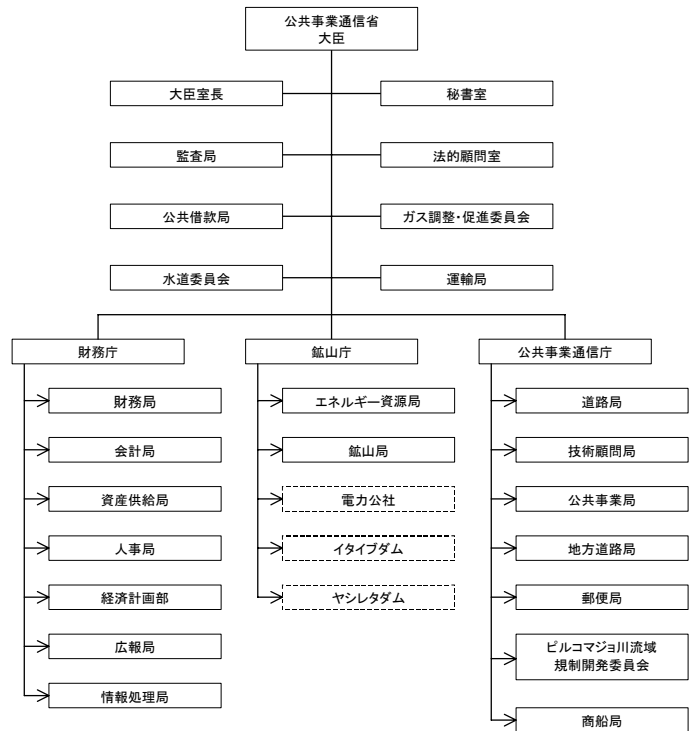 公共事業通信省
大臣
大臣室長
秘書室
監査局
法的顧問室
公共借款局
ガス調整・促進委員会
水道委員会
運輸局
財務庁
鉱山庁
公共事業通信庁
財務局
会計局
資産供給局
人事局
経済計画部
広報局
情報処理局
エネルギー資源局
鉱山局
電力公社
イタイプダム
ヤシレタダム
道路局
技術顧問局
公共事業局
地方道路局
郵便局
ピルコマジョ川流域
規制開発委員会
商船局